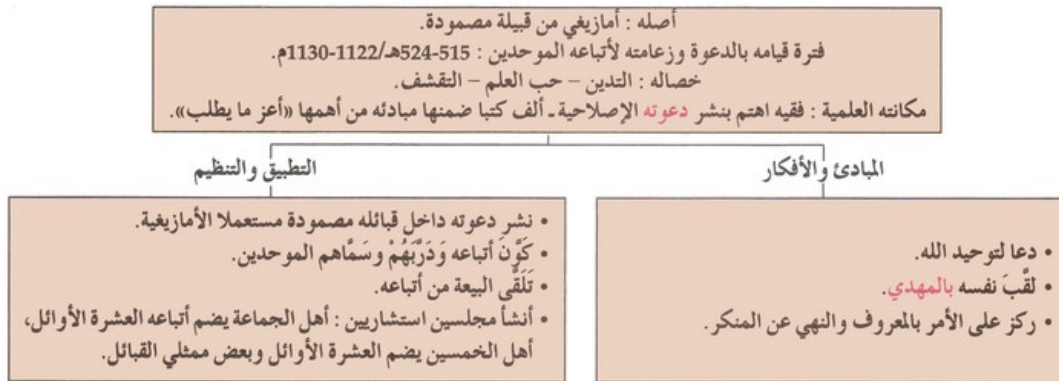 أصله : أمازيغي من قبيلة مصمودة.
فترة قيامه بالدعوة وزعامته لأتباعه الموحدين : 515-524هـ/1122-1130م.
خصاله : التدين – حب العلم – التقشف.
مكانته العلمية : فقيه اهتم بنشر دعوته الإصلاحية ـ ألف كتبا ضمنها مبادئه من أهمها «أعز ما يطلب».
المبادئ والأفكار
• دعا لتوحيد الله.
• لقَّبَ نفسه بالمهدي.
• ركز على الأمر بالمعروف والنهي عن المنكر.
التطبيق والتنظيم
• نشر دعوته داخل قبائله مصمودة مستعملا الأمازيغية.
• كَوَّنَ أتباعه وَدَرَّبَهُمْ وسَمَّاهم الموحدين.
• تَلَقَّى البيعة من أتباعه.
• أنشأ مجلسين استشاريين : أهل الجماعة يضم أتباعه العشرة الأوائل،
أهل الخمسين يضم العشرة الأوائل وبعض ممثلي القبائل.